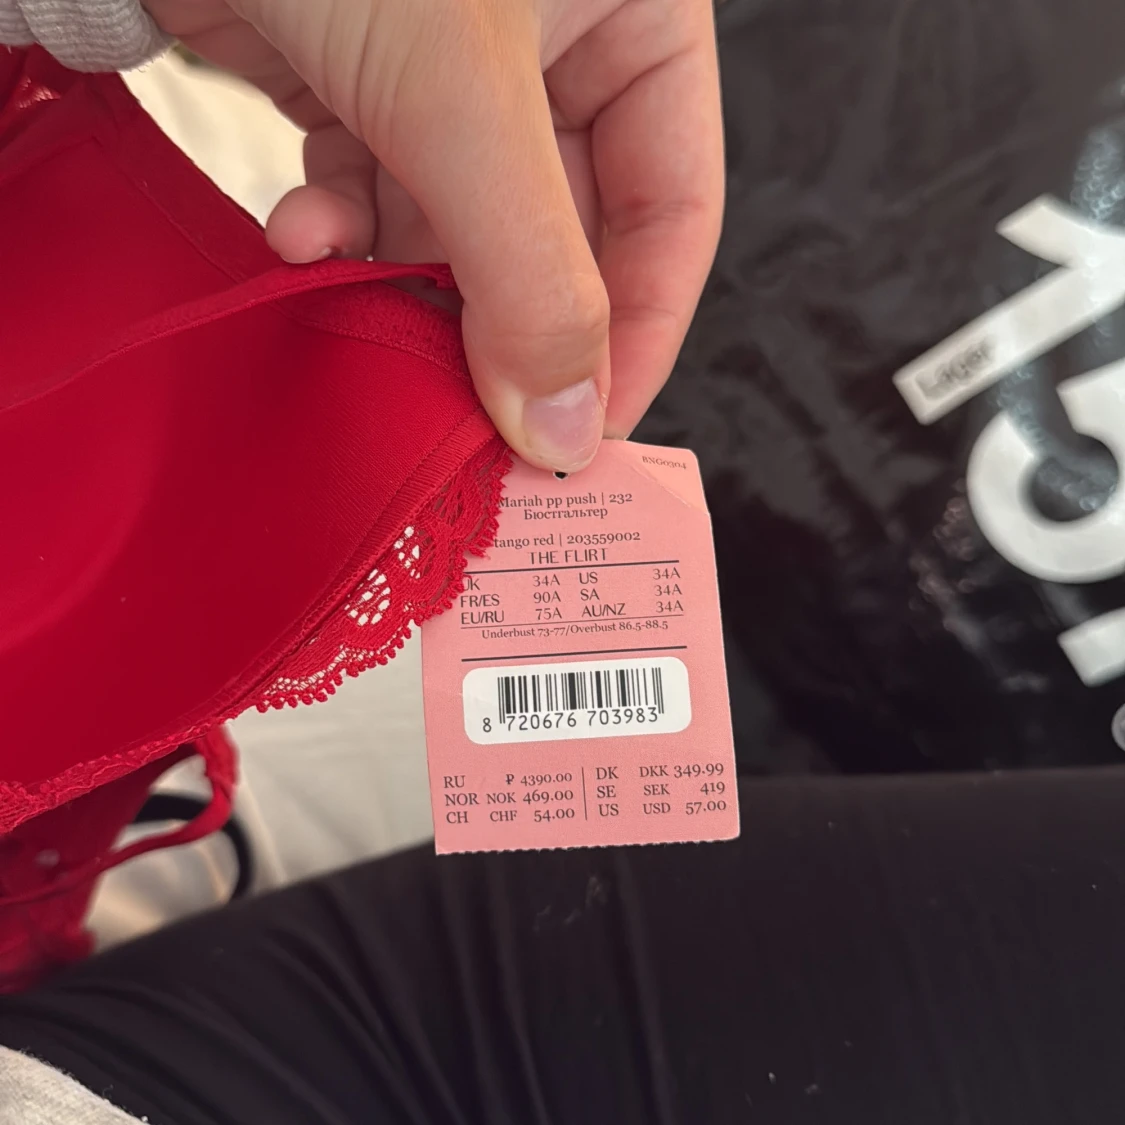 BNG0304
Mariah pp push | 232
Бюстгальтер
tango red | 203559002
THE FLIRT
UK 34A US 34A
FR/ES 90A SA 34A
EU/RU 75A AU/NZ 34A
Underbust 73-77/Overbust 86.5-88.5
8 720676 703983
RU ₽ 4390.00 | DK DKK 349.99
NOR NOK 469.00 | SE SEK 419
CH CHF 54.00 | US USD 57.00
Layer